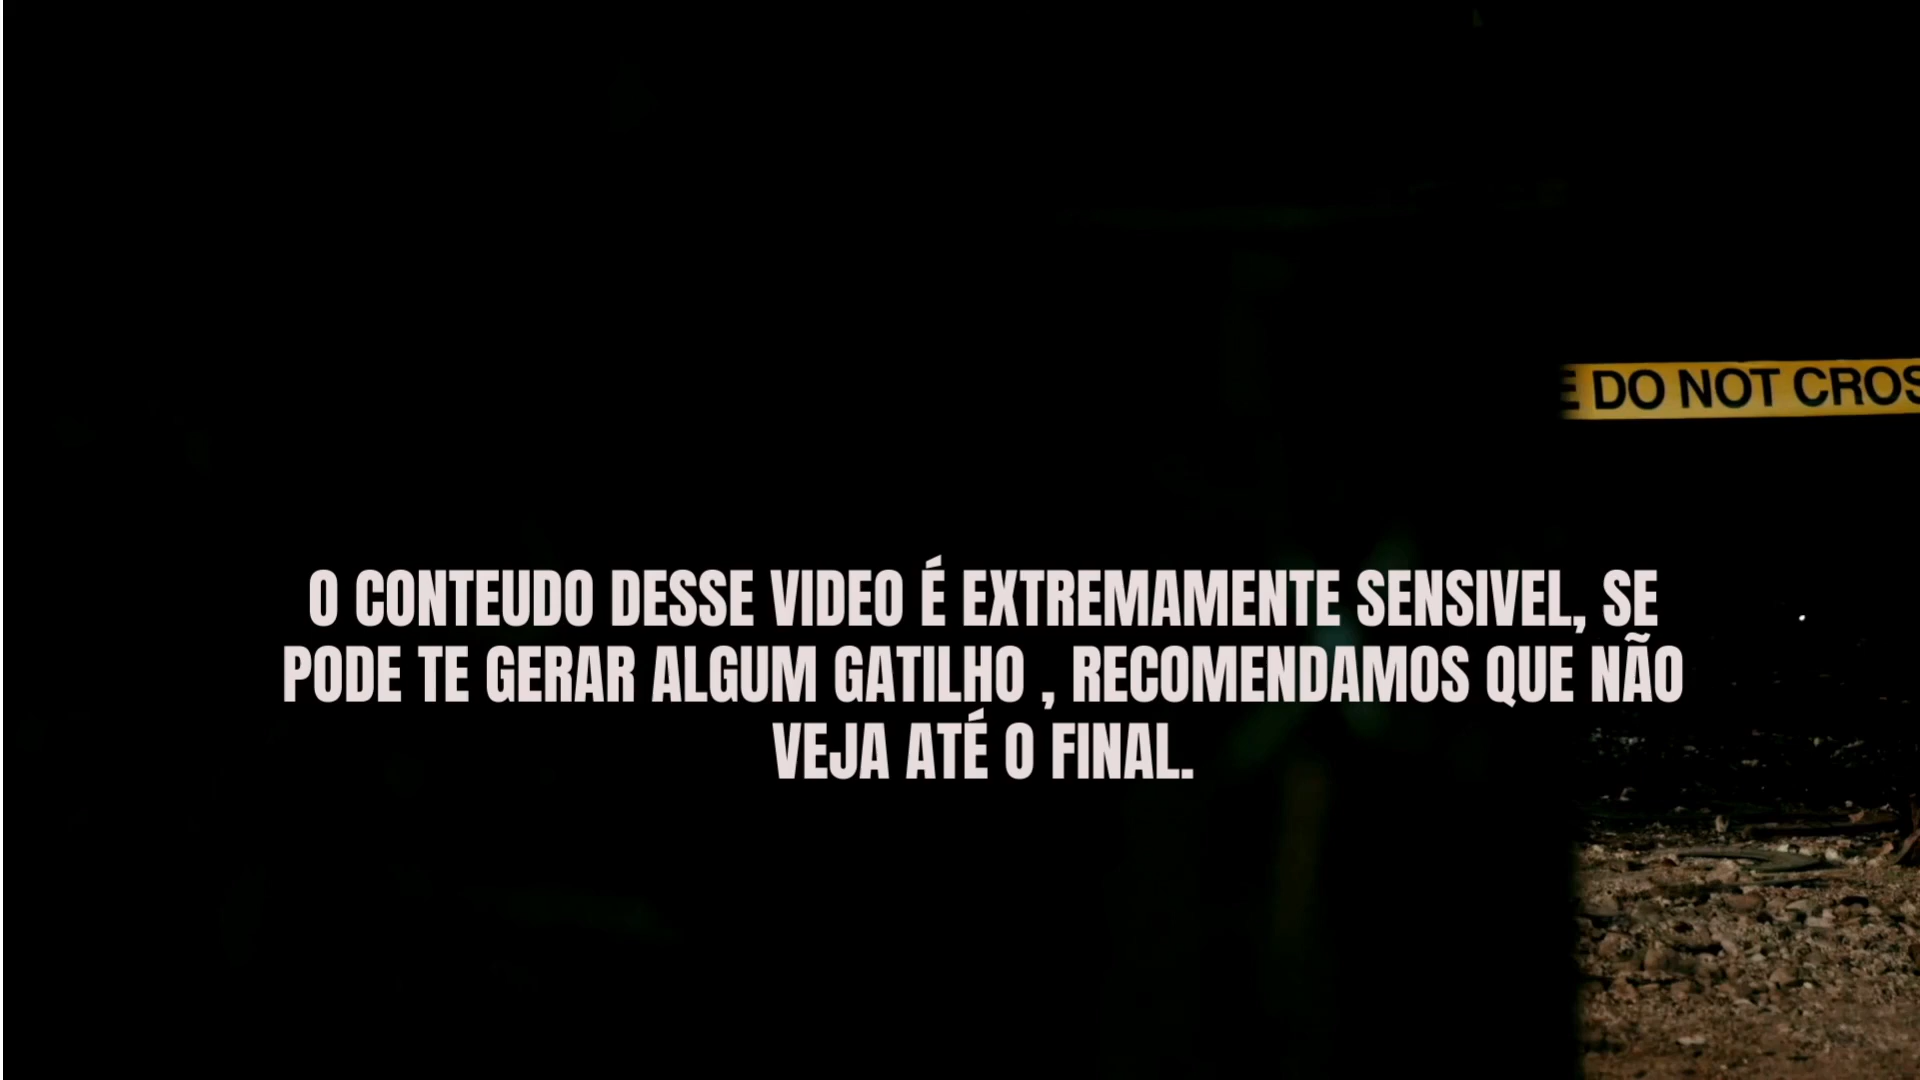 E DO NOT CROS
O CONTEUDO DESSE VIDEO É EXTREMAMENTE SENSIVEL, SE
PODE TE GERAR ALGUM GATILHO , RECOMENDAMOS QUE NÃO
VEJA ATÉ O FINAL.